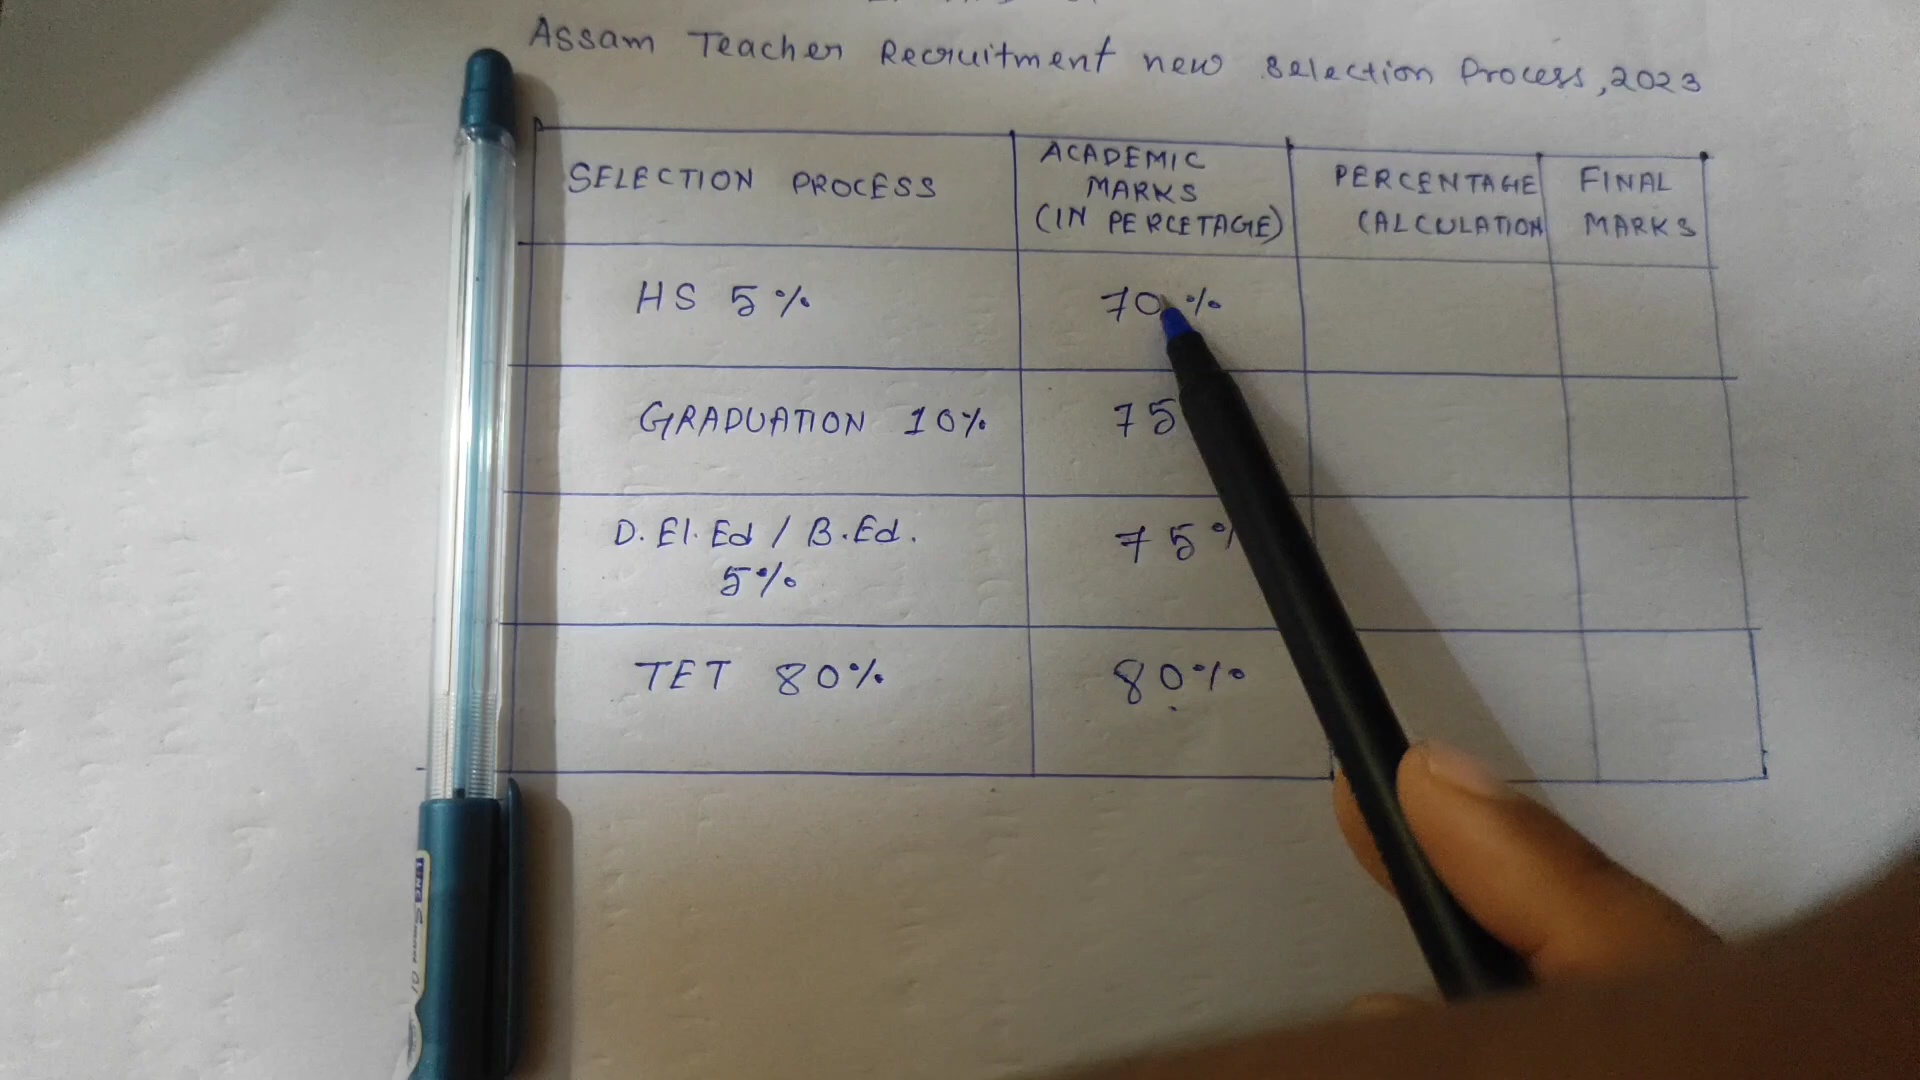 Assam Teacher Recruitment new selection Process, 2023
SELECTION PROCESS
ACADEMIC
MARKS
(IN PERCETAGE)
PERCENTAGE
CALCULATION
FINAL
MARKS
HS 5%
70%
GRADUATION 10%
75
D. El. Ed / B.Ed.
5%
75%
TET 80%
80%